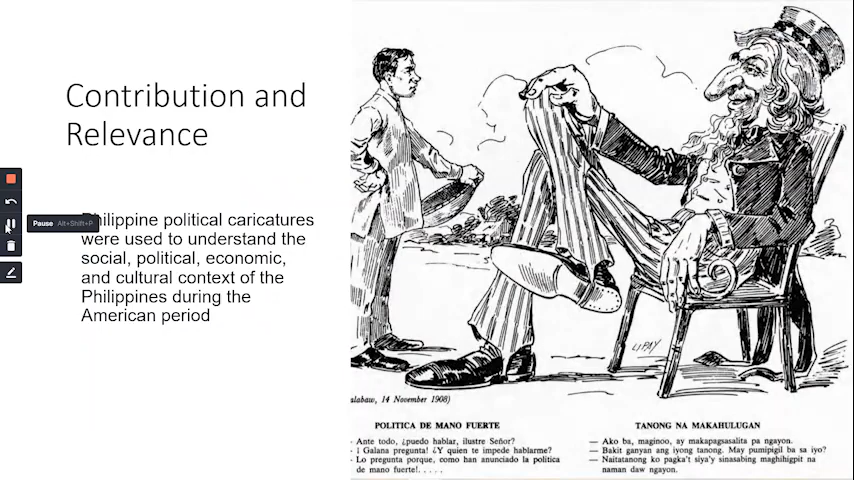 Contribution and
Relevance
Pause Alt+Shift+P
Philippine political caricatures
were used to understand the
social, political, economic,
and cultural context of the
Philippines during the
American period
LIPAY
alabaw, 14 November 1908)
POLITICA DE MANO FUERTE
- Ante todo, ¿puedo hablar, ilustre Señor?
- ¡ Galana pregunta! ¿Y quien te impede hablarme?
- Lo pregunta porque, como han anunciado la politica
de mano fuerte!. . . . .
TANONG NA MAKAHULUGAN
— Ako ba, maginoo, ay makapagsasalita pa ngayon.
— Bakit ganyan ang iyong tanong. May pumipigil ba sa iyo?
— Naitatanong ko pagka't siya'y sinasabing maghihigpit na
naman daw ngayon.